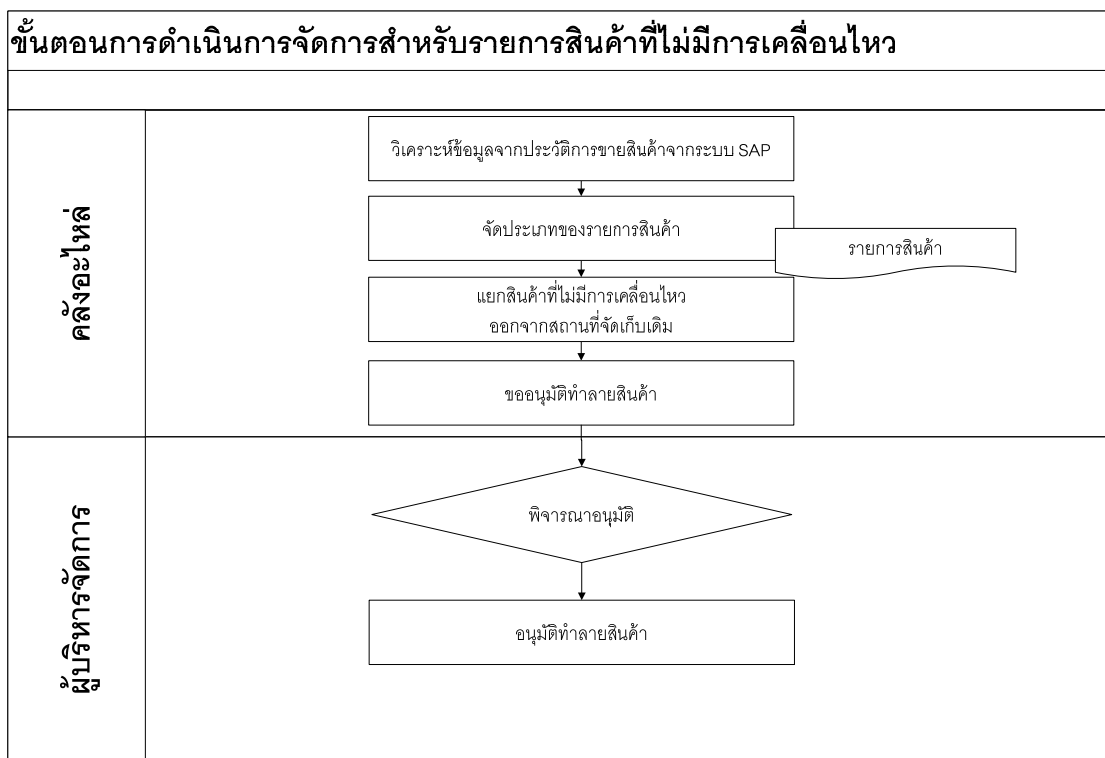 ขั้นตอนการดำเนินการจัดการสำหรับรายการสินค้าที่ไม่มีการเคลื่อนไหว
คลังอะไหล่
วิเคราะห์ข้อมูลจากประวัติการขายสินค้าจากระบบ SAP
จัดประเภทของรายการสินค้า
รายการสินค้า
แยกสินค้าที่ไม่มีการเคลื่อนไหว
ออกจากสถานที่จัดเก็บเดิม
ขออนุมัติทำลายสินค้า
ผู้บริหารจัดการ
พิจารณาอนุมัติ
อนุมัติทำลายสินค้า